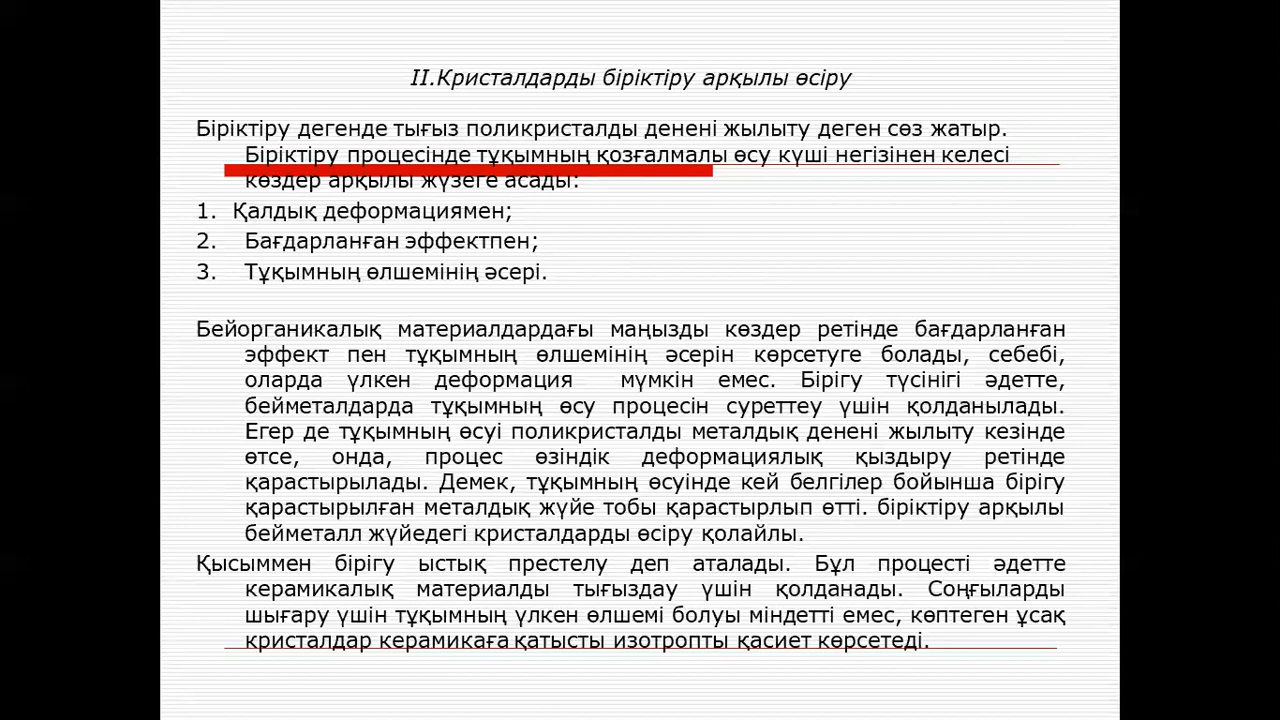 II.Кристалдарды біріктіру арқылы өсіру
Біріктіру дегенде тығыз поликристалды денені жылыту деген сөз жатыр.
Біріктіру процесінде тұқымның қозғалмалы өсу күші негізінен келесі
көздер арқылы жүзеге асады:
1. Қалдық деформациямен;
2. Бағдарланған эффектпен;
3. Тұқымның өлшемінің әсері.
Бейорганикалық материалдардағы маңызды көздер ретінде бағдарланған
эффект пен тұқымның өлшемінің әсерін көрсетуге болады, себебі,
оларда үлкен деформация мүмкін емес. Бірігу түсінігі әдетте,
бейметалдарда тұқымның өсу процесін суреттеу үшін қолданылады.
Егер де тұқымның өсуі поликристалды металдық денені жылыту кезінде
өтсе, онда, процес өзіндік деформациялық қыздыру ретінде
қарастырылады. Демек, тұқымның өсуінде кей белгілер бойынша бірігу
қарастырылған металдық жүйе тобы қарастырлып өтті. біріктіру арқылы
бейметалл жүйедегі кристалдарды өсіру қолайлы.
Қысыммен бірігу ыстық престелу деп аталады. Бұл процесті әдетте
керамикалық материалды тығыздау үшін қолданады. Соңғыларды
шығару үшін тұқымның үлкен өлшемі болуы міндетті емес, көптеген ұсақ
кристалдар керамикаға қатысты изотропты қасиет көрсетеді.